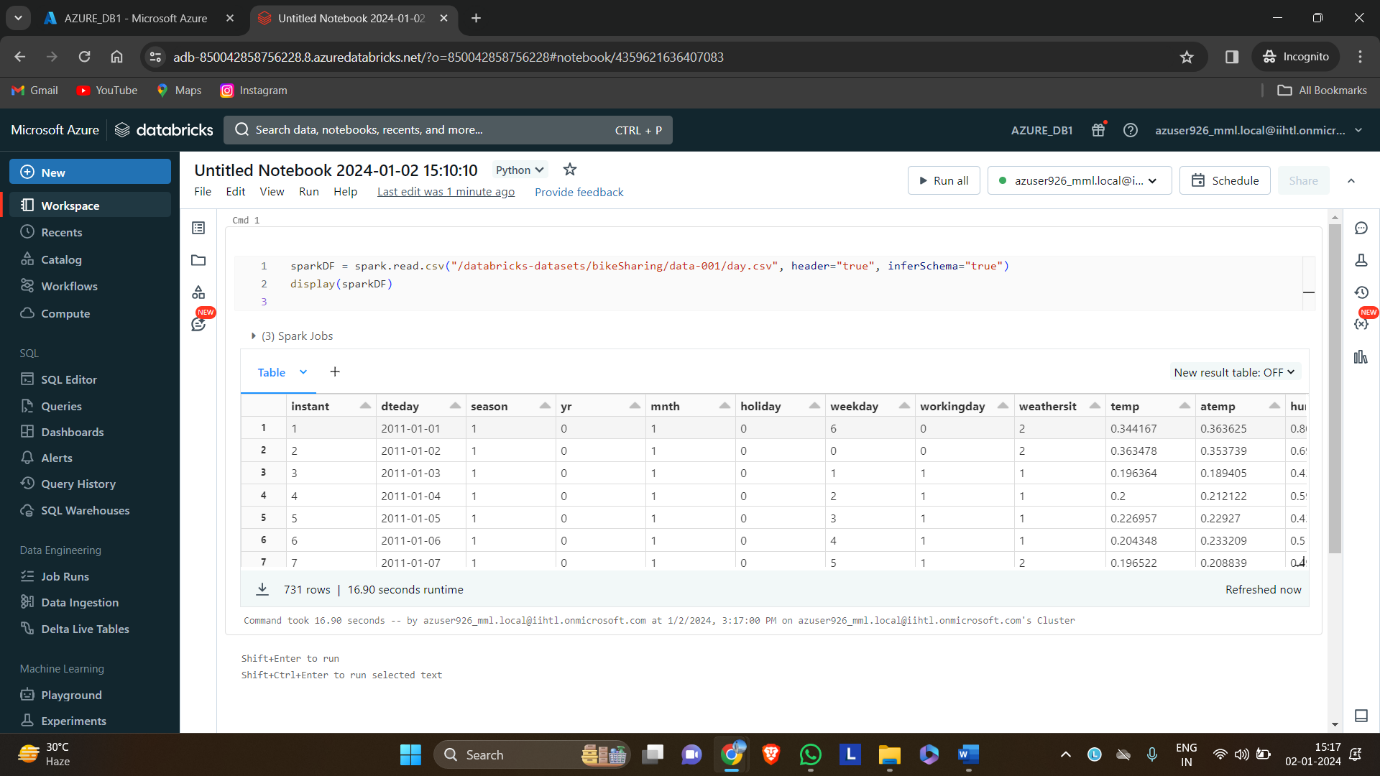 AZURE_DB1 - Microsoft Azure
Untitled Notebook 2024-01-02
adb-850042858756228.8.azuredatabricks.net/?o=850042858756228#notebook/4359621636407083
Incognito
Gmail YouTube Maps Instagram
All Bookmarks
Microsoft Azure databricks
Search data, notebooks, recents, and more... CTRL + P
AZURE_DB1
azuser926_mml.local@iihtl.onmicr...
New
Workspace
Recents
Catalog
Workflows
Compute
SQL
SQL Editor
Queries
Dashboards
Alerts
Query History
SQL Warehouses
Data Engineering
Job Runs
Data Ingestion
Delta Live Tables
Machine Learning
Playground
Experiments
Untitled Notebook 2024-01-02 15:10:10 Python
File Edit View Run Help Last edit was 1 minute ago Provide feedback
Run all
azuser926_mml.local@i...
Schedule
Share
NEW
NEW
Cmd 1
1 sparkDF = spark.read.csv("/databricks-datasets/bikeSharing/data-001/day.csv", header="true", inferSchema="true")
2 display(sparkDF)
3
(3) Spark Jobs
Table +
New result table: OFF
instant dteday season yr mnth holiday weekday workingday weathersit temp atemp
1 1 2011-01-01 1 0 1 0 6 0 2 0.344167 0.363625
2 2 2011-01-02 1 0 1 0 0 0 2 0.363478 0.353739
3 3 2011-01-03 1 0 1 0 1 1 1 0.196364 0.189405
4 4 2011-01-04 1 0 1 0 2 1 1 0.2 0.212122
5 5 2011-01-05 1 0 1 0 3 1 1 0.226957 0.22927
6 6 2011-01-06 1 0 1 0 4 1 1 0.204348 0.233209
7 7 2011-01-07 1 0 1 0 5 1 2 0.196522 0.208839
731 rows | 16.90 seconds runtime
Refreshed now
Command took 16.90 seconds -- by azuser926_mml.local@iihtl.onmicrosoft.com at 1/2/2024, 3:17:00 PM on azuser926_mml.local@iihtl.onmicrosoft.com's Cluster
Shift+Enter to run
Shift+Ctrl+Enter to run selected text
30°C
Haze
Search
L
W
ENG
IN
15:17
02-01-2024